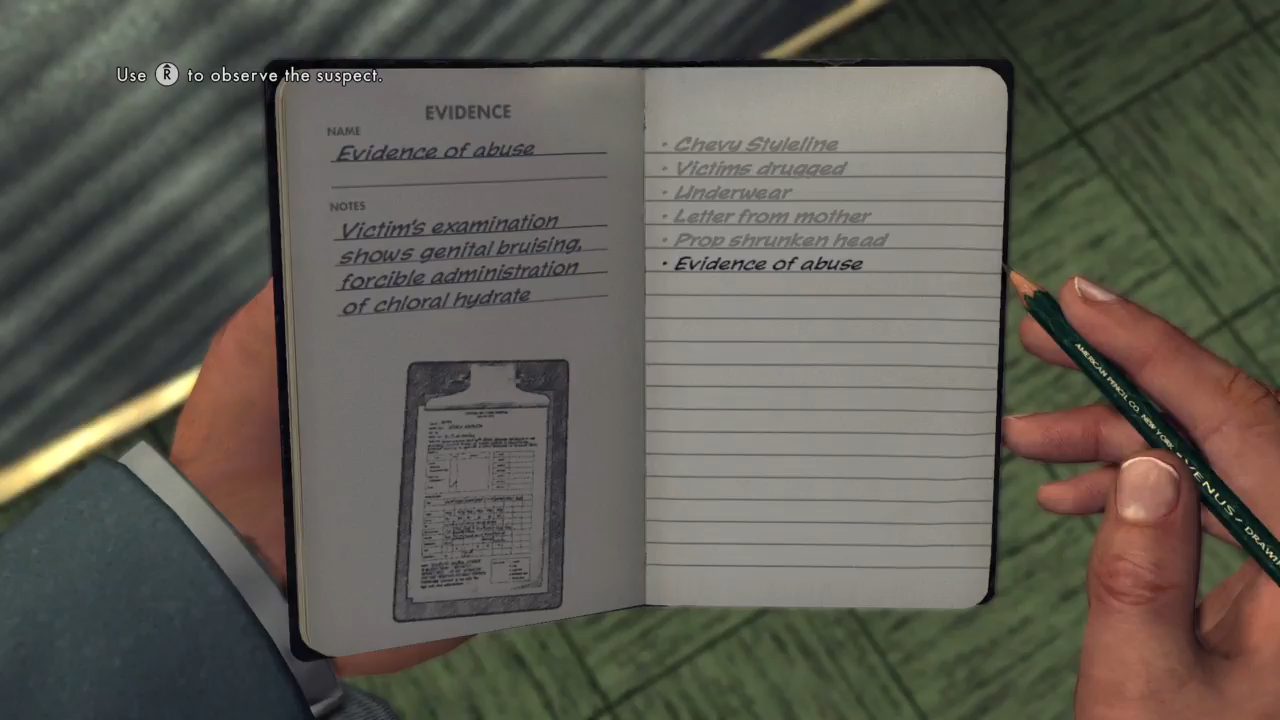 Use R to observe the suspect.
EVIDENCE
NAME
Evidence of abuse
NOTES
Victim's examination
shows genital bruising,
forcible administration
of chloral hydrate
• Chevy Styleline
• Victims drugged
• Underwear
• Letter from mother
• Prop shrunken head
• Evidence of abuse
AMERICAN PENCIL CO. NEW YORK VENUS DRAWI